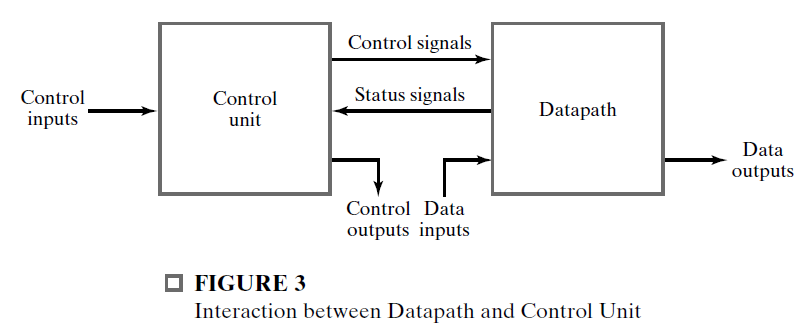 Control signals
Control
inputs
Control
unit
Status signals
Datapath
Data
outputs
Control
outputs
Data
inputs
FIGURE 3
Interaction between Datapath and Control Unit